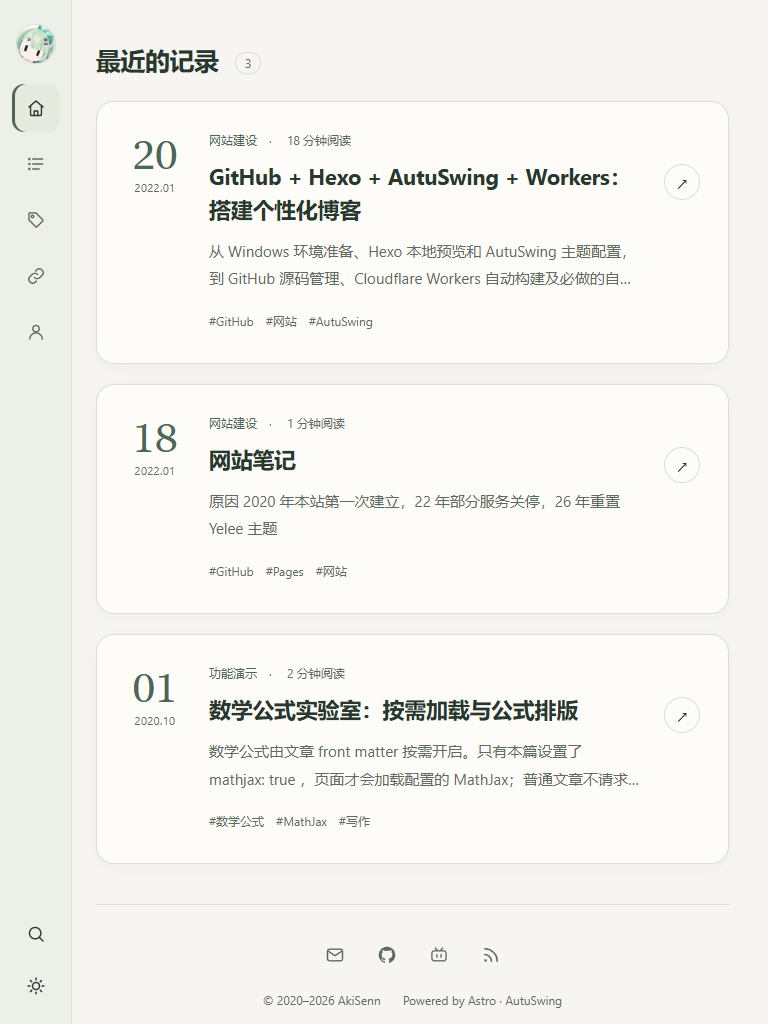 最近的记录 3
20
2022.01
网站建设 · 18 分钟阅读
GitHub + Hexo + AutuSwing + Workers：
搭建个性化博客
从 Windows 环境准备、Hexo 本地预览和 AutuSwing 主题配置，
到 GitHub 源码管理、Cloudflare Workers 自动构建及必做的自...
#GitHub #网站 #AutuSwing
18
2022.01
网站建设 · 1 分钟阅读
网站笔记
原因 2020 年本站第一次建立，22 年部分服务关停，26 年重置
Yelee 主题
#GitHub #Pages #网站
01
2020.10
功能演示 · 2 分钟阅读
数学公式实验室：按需加载与公式排版
数学公式由文章 front matter 按需开启。只有本篇设置了
mathjax: true ，页面才会加载配置的 MathJax；普通文章不请求...
#数学公式 #MathJax #写作
© 2020–2026 AkiSenn Powered by Astro · AutuSwing